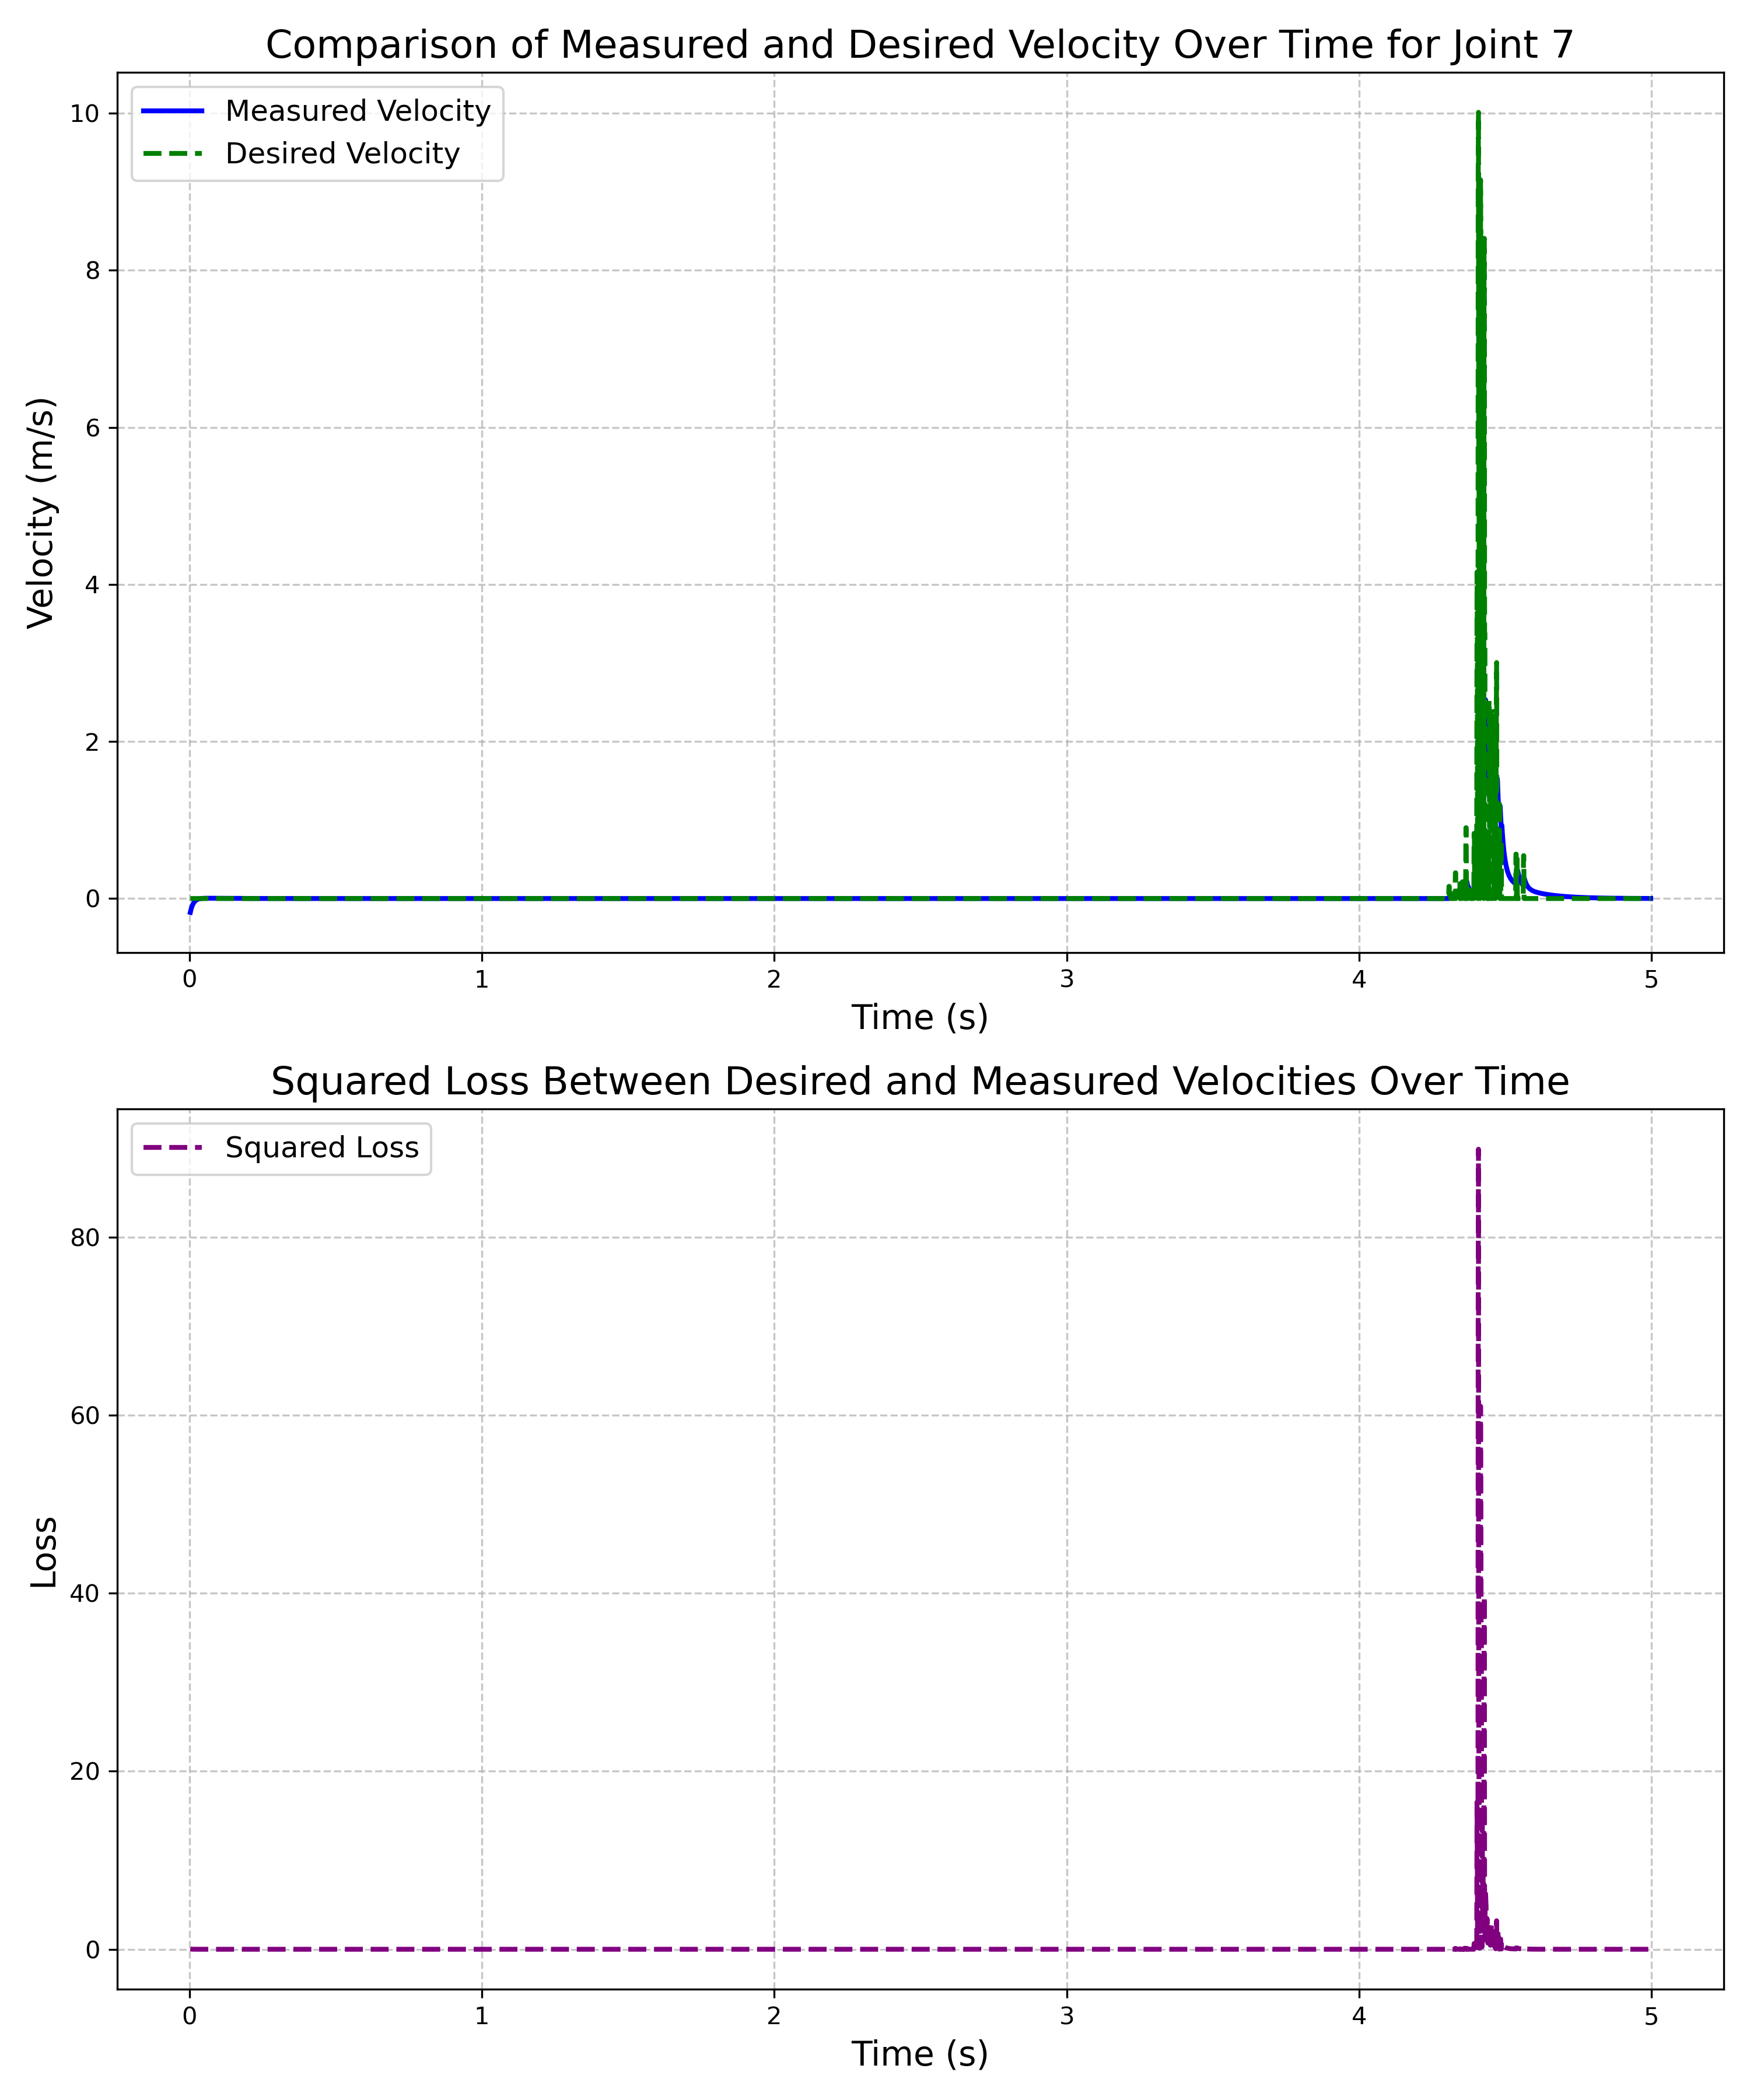 Comparison of Measured and Desired Velocity Over Time for Joint 7
Measured Velocity
Desired Velocity
10
8
6
4
2
0
Velocity (m/s)
0 1 2 3 4 5
Time (s)
Squared Loss Between Desired and Measured Velocities Over Time
Squared Loss
80
60
40
20
0
Loss
0 1 2 3 4 5
Time (s)